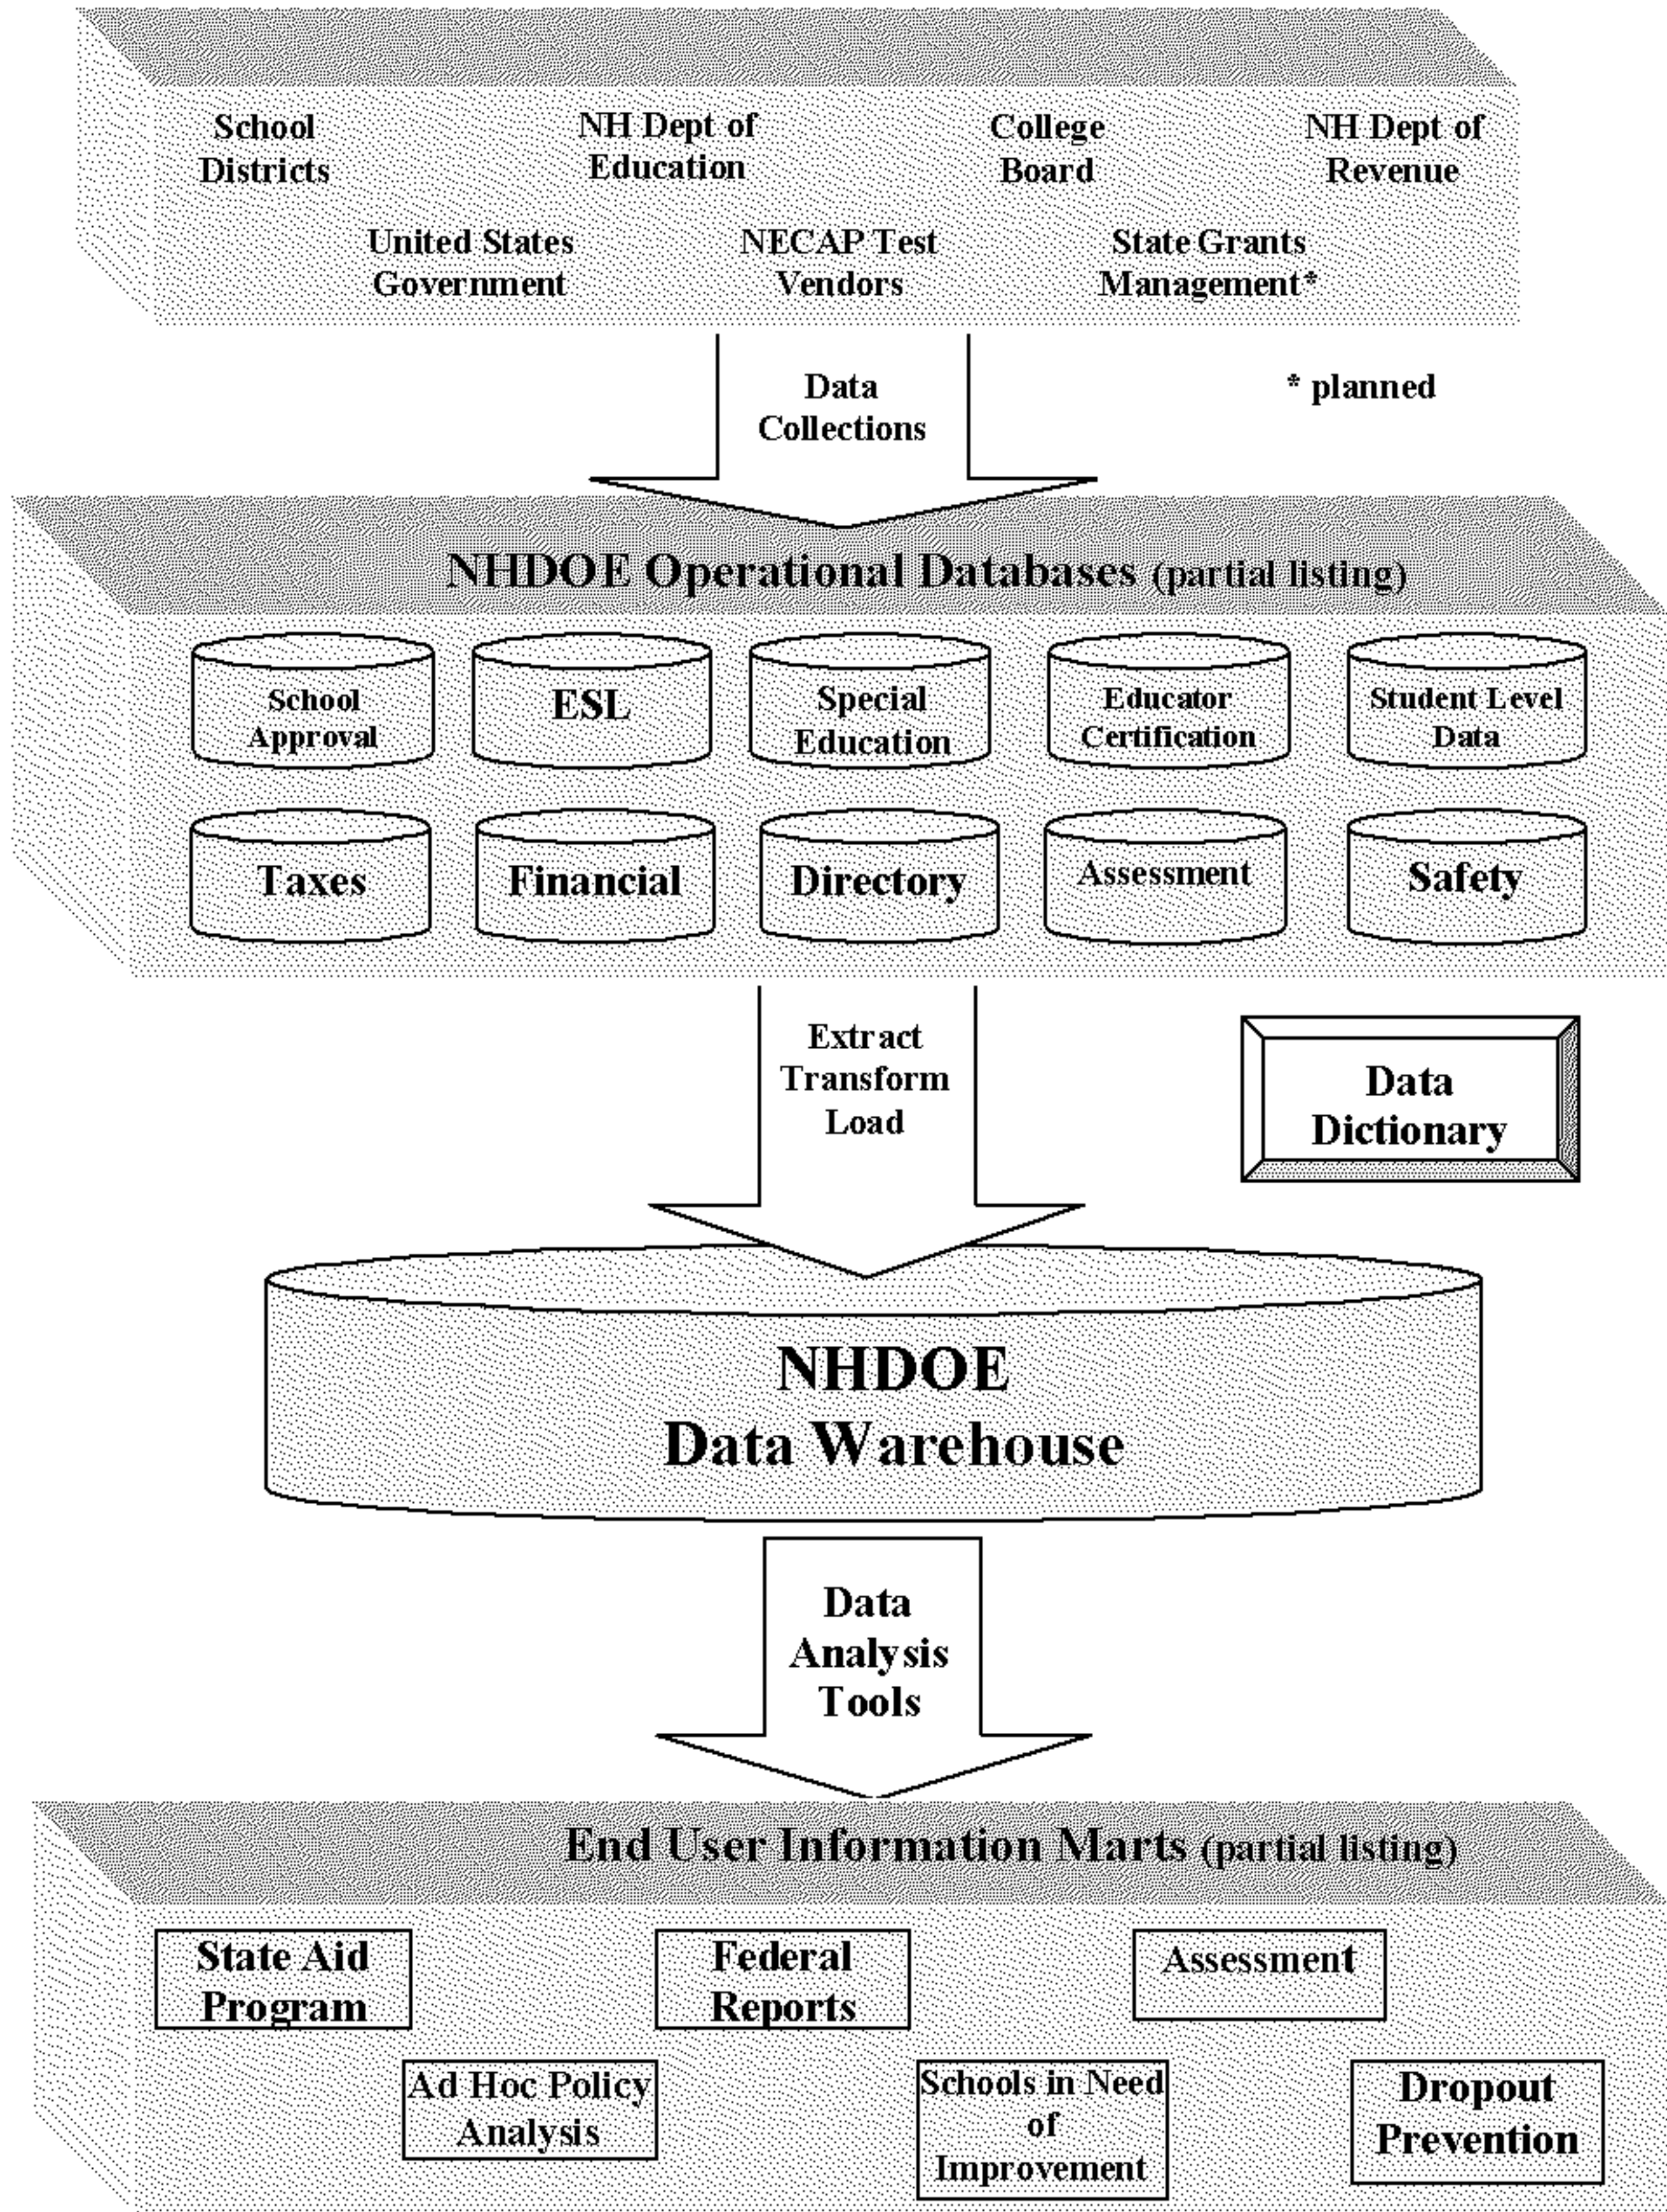 School
Districts
NH Dept of
Education
College
Board
NH Dept of
Revenue
United States
Government
NECAP Test
Vendors
State Grants
Management*
Data
Collections
* planned
NHDOE Operational Databases (partial listing)
School
Approval
ESL
Special
Education
Educator
Certification
Student Level
Data
Taxes
Financial
Directory
Assessment
Safety
Extract
Transform
Load
Data
Dictionary
NHDOE
Data Warehouse
Data
Analysis
Tools
End User Information Marts (partial listing)
State Aid
Program
Federal
Reports
Assessment
Ad Hoc Policy
Analysis
Schools in Need
of
Improvement
Dropout
Prevention